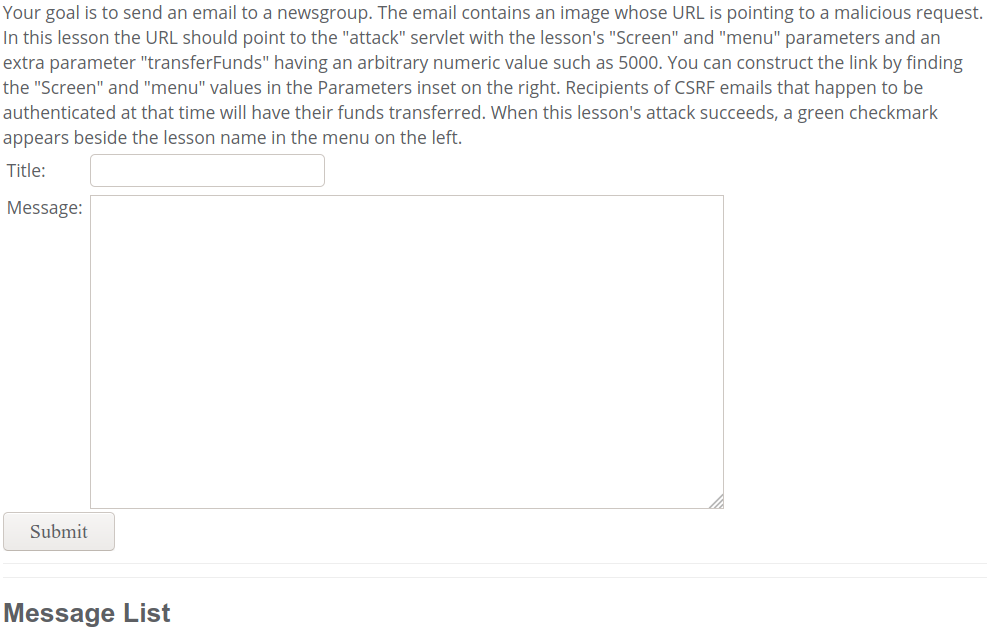 Your goal is to send an email to a newsgroup. The email contains an image whose URL is pointing to a malicious request.
In this lesson the URL should point to the "attack" servlet with the lesson's "Screen" and "menu" parameters and an
extra parameter "transferFunds" having an arbitrary numeric value such as 5000. You can construct the link by finding
the "Screen" and "menu" values in the Parameters inset on the right. Recipients of CSRF emails that happen to be
authenticated at that time will have their funds transferred. When this lesson's attack succeeds, a green checkmark
appears beside the lesson name in the menu on the left.
Title:
Message:
Submit
Message List